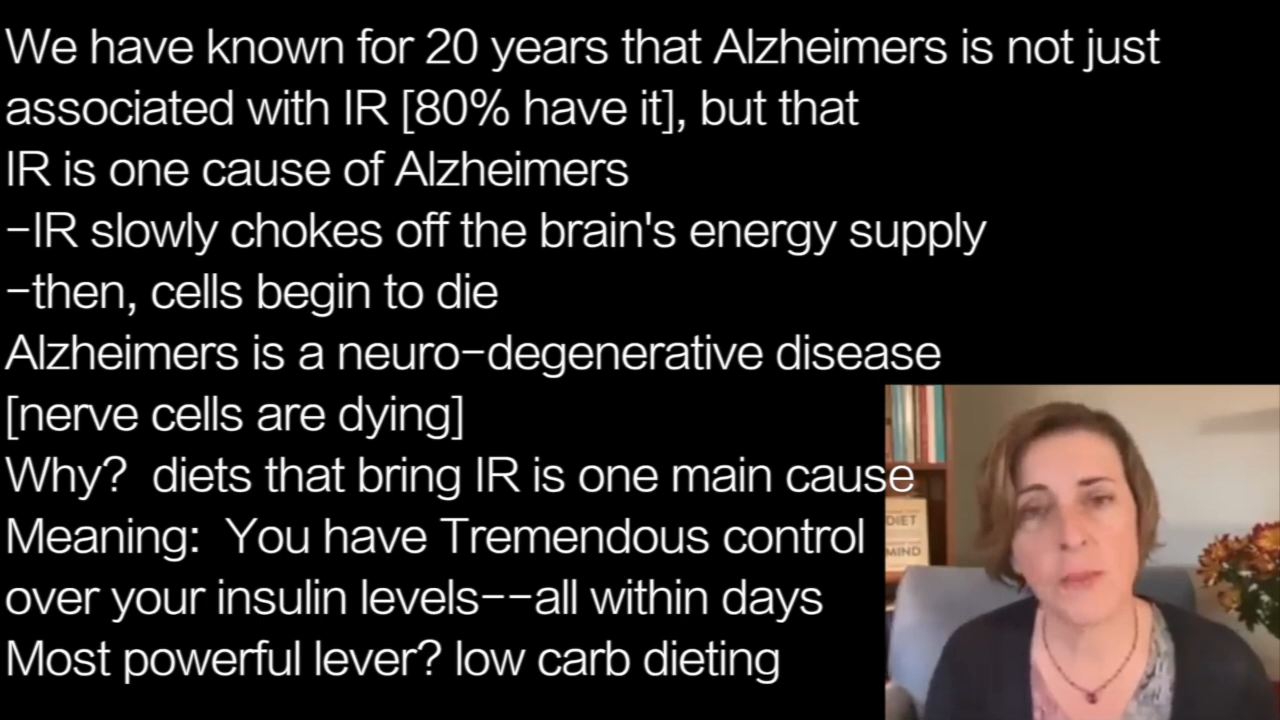 We have known for 20 years that Alzheimers is not just
associated with IR [80% have it], but that
IR is one cause of Alzheimers
-IR slowly chokes off the brain's energy supply
-then, cells begin to die
Alzheimers is a neuro-degenerative disease
[nerve cells are dying]
Why?  diets that bring IR is one main cause
Meaning:  You have Tremendous control
over your insulin levels--all within days
Most powerful lever? low carb dieting
DIET
MIND